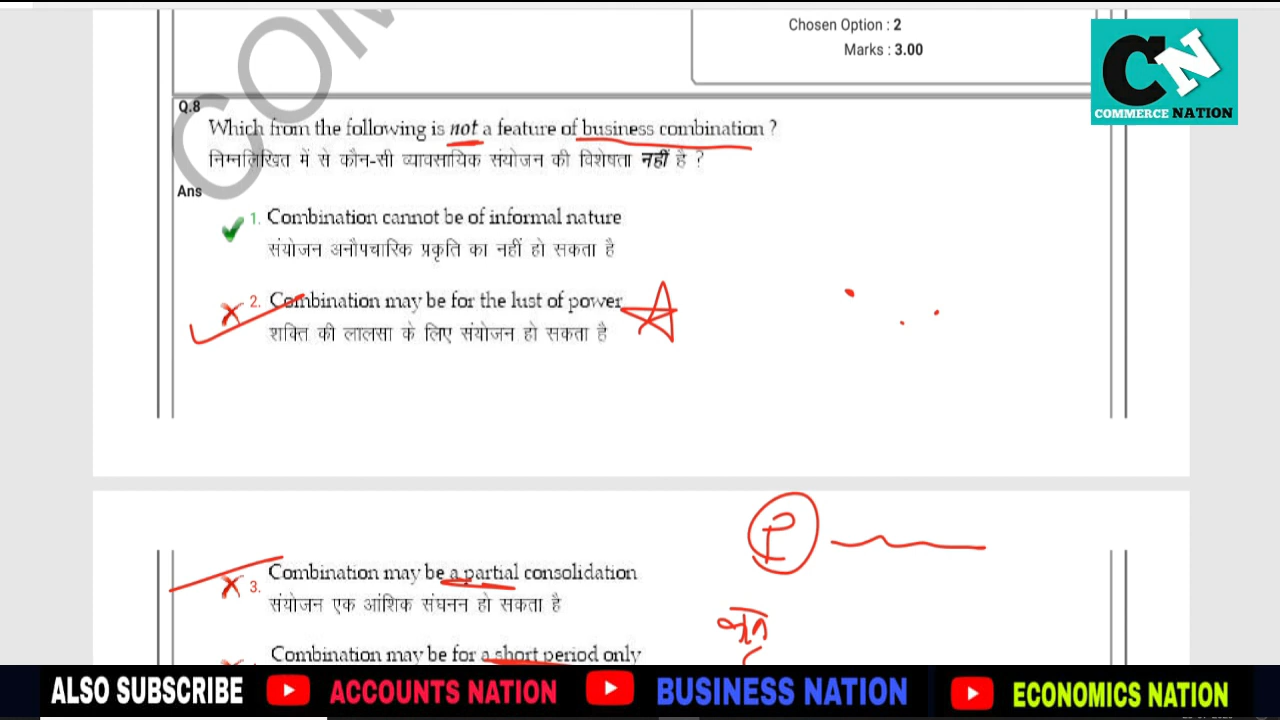 Chosen Option : 2
Marks : 3.00
CN
COMMERCE NATION
COM
Q.8
Which from the following is not a feature of business combination ?
निम्नलिखित में से कौन-सी व्यावसायिक संयोजन की विशेषता नहीं है ?
Ans
1. Combination cannot be of informal nature
संयोजन अनौपचारिक प्रकृति का नहीं हो सकता है
2. Combination may be for the lust of power
शक्ति की लालसा के लिए संयोजन हो सकता है
P
3. Combination may be a partial consolidation
संयोजन एक आंशिक संघनन हो सकता है
Combination may be for a short period only
ALSO SUBSCRIBE ACCOUNTS NATION BUSINESS NATION ECONOMICS NATION